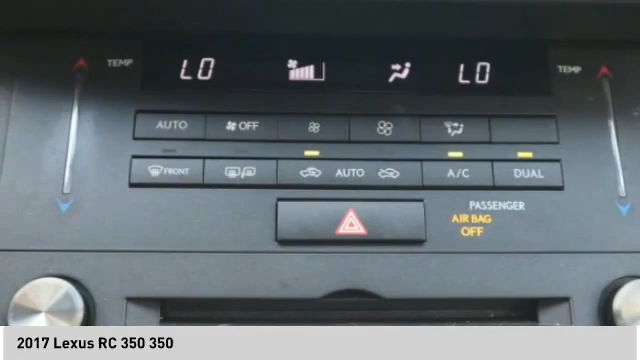 TEMP LO LO TEMP
AUTO OFF
FRONT AUTO A/C DUAL
PASSENGER
AIR BAG
OFF
2017 Lexus RC 350 350